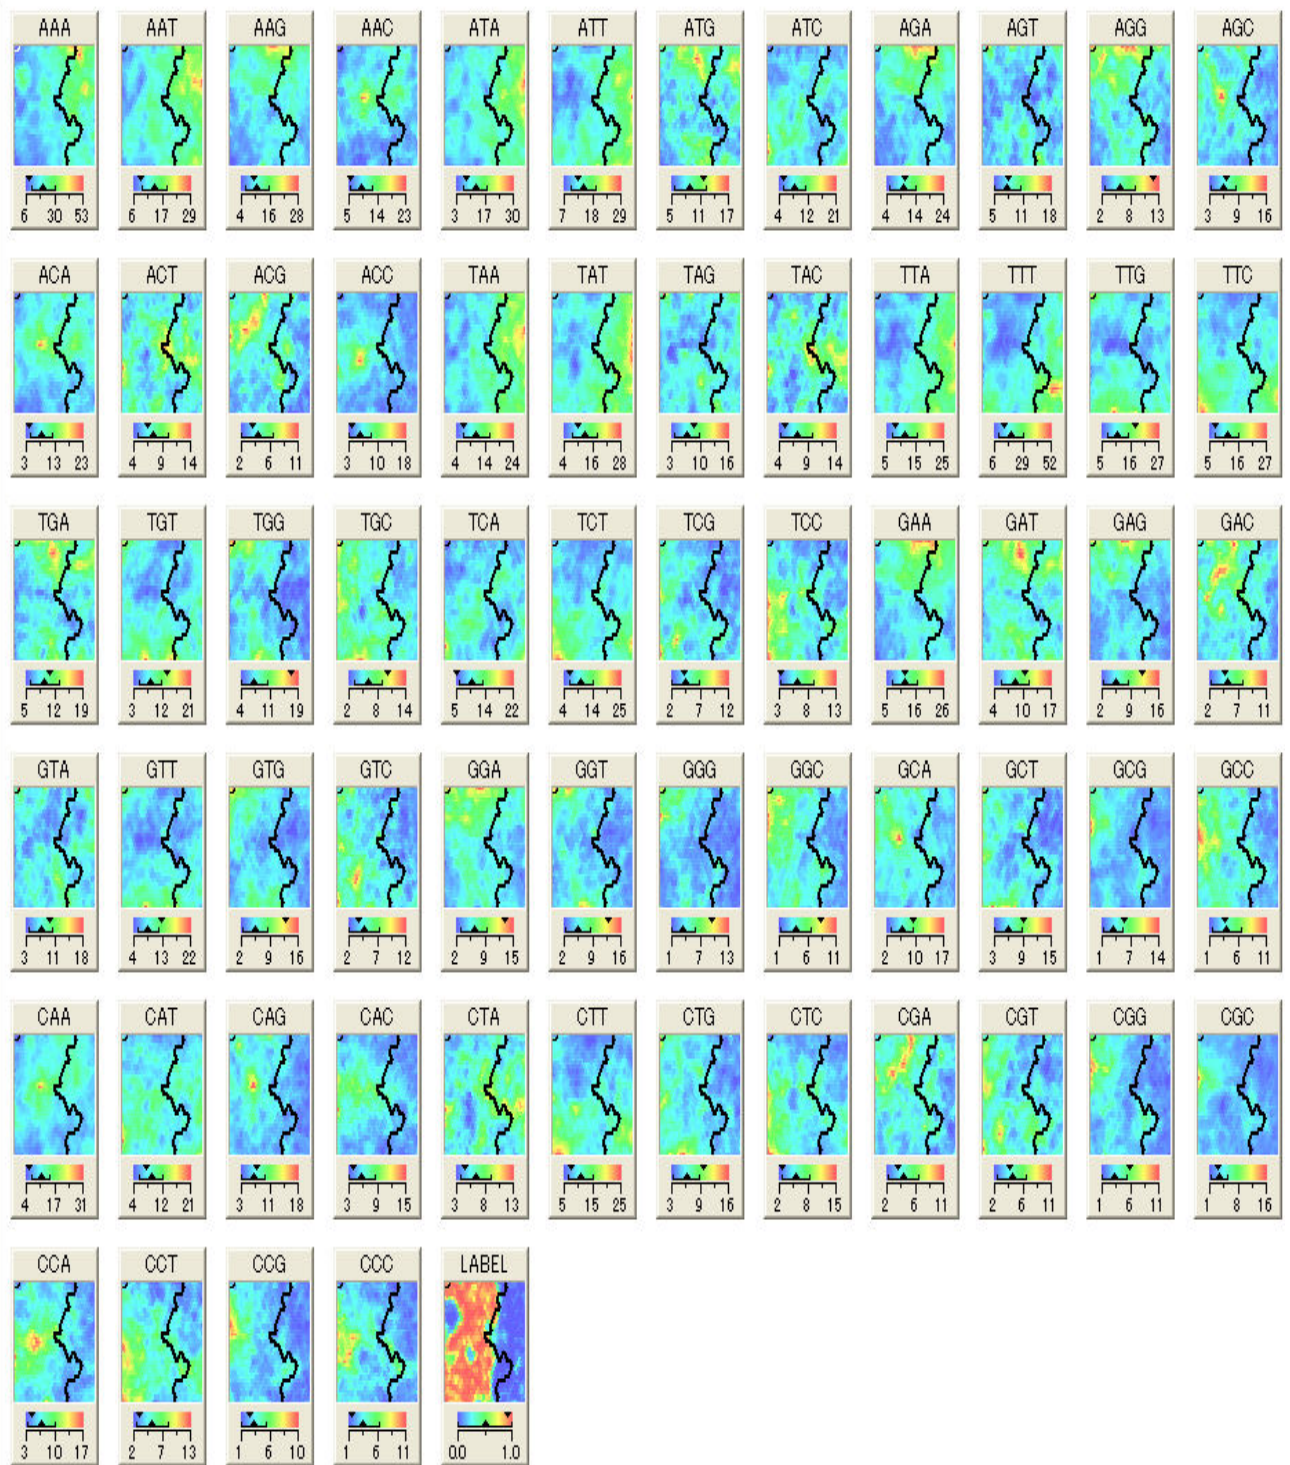 AAA AAT AAG AAC ATA ATT ATG ATC AGA AGT AGG AGC
6 30 53 6 17 29 4 16 28 5 14 23 3 17 30 7 18 29 5 11 17 4 12 21 4 14 24 5 11 18 2 8 13 3 9 16
ACA ACT ACG ACC TAA TAT TAG TAC TTA TTT TTG TTC
3 13 23 4 9 14 2 6 11 3 10 18 4 14 24 4 16 28 3 10 16 4 9 14 5 15 25 6 29 52 5 16 27 5 16 27
TGA TGT TGG TGC TCA TCT TCG TCC GAA GAT GAG GAC
5 12 19 3 12 21 4 11 19 2 8 14 5 14 22 4 14 25 2 7 12 3 8 13 5 16 26 4 10 17 2 9 16 2 7 11
GTA GTT GTG GTC GGA GGT GGG GGC GCA GCT GCG GCC
3 11 18 4 13 22 2 9 16 2 7 12 2 9 15 2 9 16 1 7 13 1 6 11 2 10 17 3 9 15 1 7 14 1 6 11
CAA CAT CAG CAC CTA CTT CTG CTC CGA CGT CGG CGC
4 17 31 4 12 21 3 11 18 3 9 15 3 8 13 5 15 25 3 9 16 2 8 15 2 6 11 2 6 11 1 6 11 1 8 16
CCA CCT CCG CCC LABEL
3 10 17 2 7 13 1 6 10 1 6 11 0.0 1.0